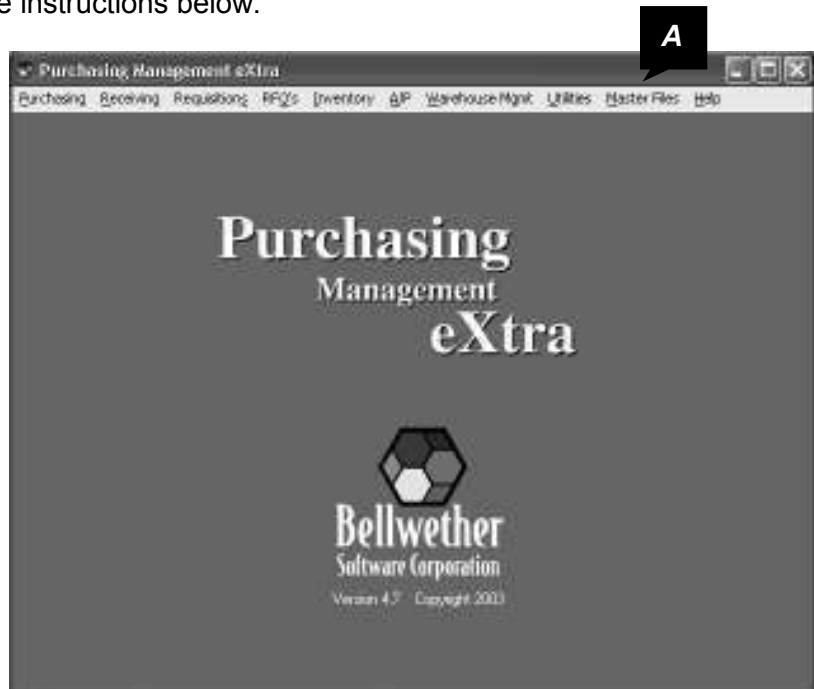 e instructions below.
A
Purchasing Management eXtra
Purchasing Receiving Requisitions RFQ's Inventory A/P Warehouse Mgmt Utilities Master Files Help
Purchasing
Management
eXtra
Bellwether
Software Corporation
Version 4.7 Copyright 2003